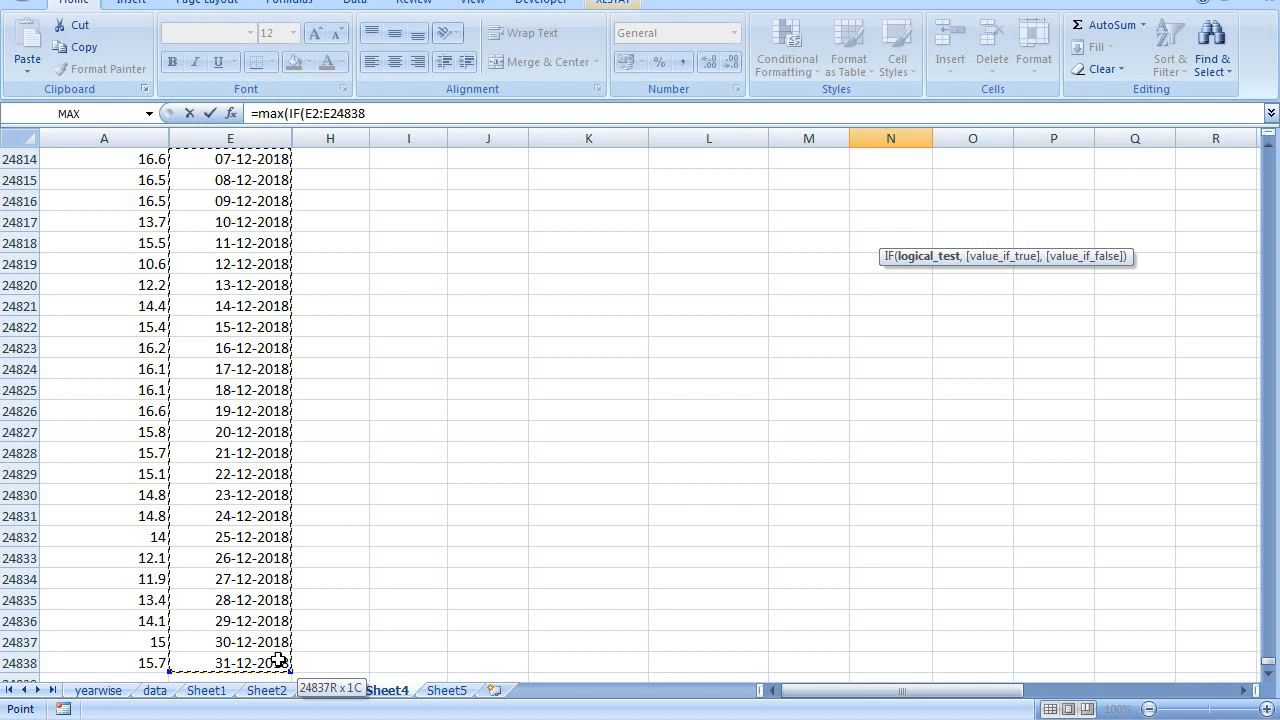 Home Insert Page Layout Formulas Data Review View Developer XLSTAT
Cut
Copy
Format Painter
Paste
Clipboard
12
A A
B I U
Font
Wrap Text
Merge & Center
Alignment
General
% ,
Number
Conditional Formatting
Format as Table
Cell Styles
Styles
Insert
Delete
Format
Cells
Σ AutoSum
Fill
Clear
Sort & Filter
Find & Select
Editing
MAX
fx
=max(IF(E2:E24838
A E H I J K L M N O P Q R
24814 16.6 07-12-2018
24815 16.5 08-12-2018
24816 16.5 09-12-2018
24817 13.7 10-12-2018
24818 15.5 11-12-2018
24819 10.6 12-12-2018
24820 12.2 13-12-2018
24821 14.4 14-12-2018
24822 15.4 15-12-2018
24823 16.2 16-12-2018
24824 16.1 17-12-2018
24825 16.1 18-12-2018
24826 16.6 19-12-2018
24827 15.8 20-12-2018
24828 15.7 21-12-2018
24829 15.1 22-12-2018
24830 14.8 23-12-2018
24831 14.8 24-12-2018
24832 14 25-12-2018
24833 12.1 26-12-2018
24834 11.9 27-12-2018
24835 13.4 28-12-2018
24836 14.1 29-12-2018
24837 15 30-12-2018
24838 15.7 31-12-2018
IF(logical_test, [value_if_true], [value_if_false])
yearwise data Sheet1 Sheet2 Sheet4 Sheet5
24837R x 1C
Point
100%